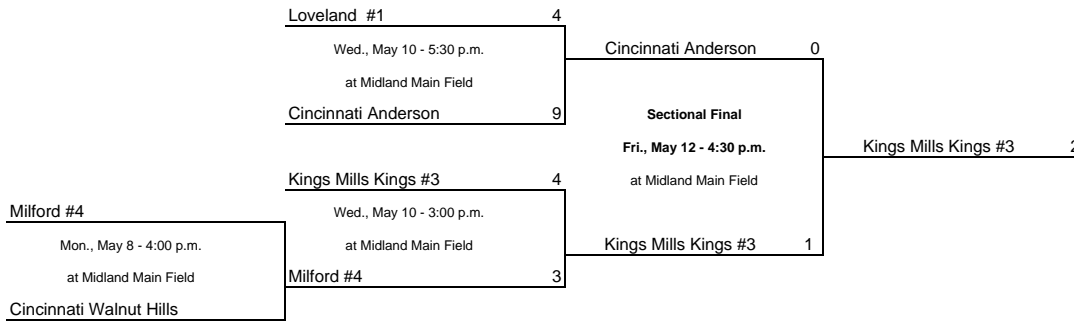 Loveland  #1 4
Wed., May 10 - 5:30 p.m.
at Midland Main Field
Cincinnati Anderson 9
Cincinnati Anderson 0
Sectional Final
Fri., May 12 - 4:30 p.m.
at Midland Main Field
Kings Mills Kings #3 1
Kings Mills Kings #3 4
Wed., May 10 - 3:00 p.m.
at Midland Main Field
Milford #4 3
Milford #4
Mon., May 8 - 4:00 p.m.
at Midland Main Field
Cincinnati Walnut Hills
Kings Mills Kings #3